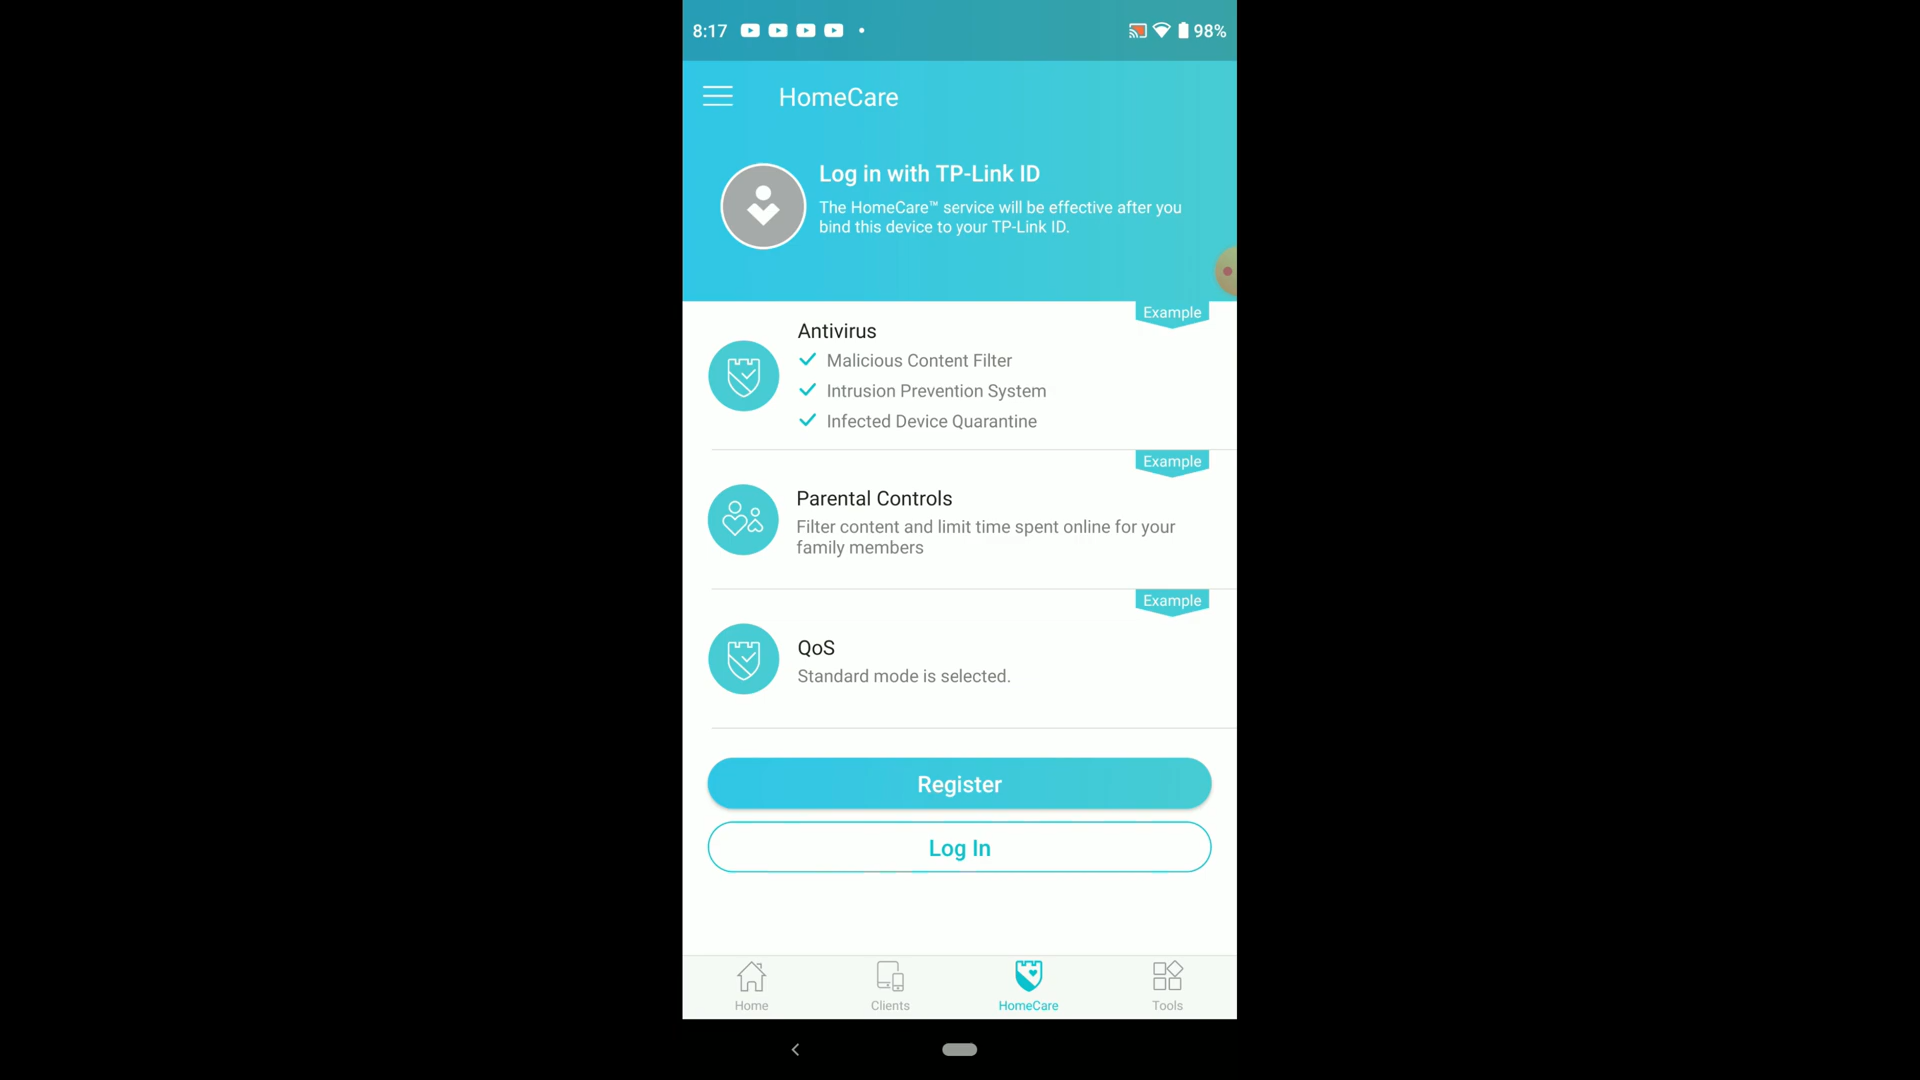 8:17
98%
HomeCare
Log in with TP-Link ID
The HomeCare™ service will be effective after you
bind this device to your TP-Link ID.
Example
Antivirus
Malicious Content Filter
Intrusion Prevention System
Infected Device Quarantine
Example
Parental Controls
Filter content and limit time spent online for your
family members
Example
QoS
Standard mode is selected.
Register
Log In
Home
Clients
HomeCare
Tools